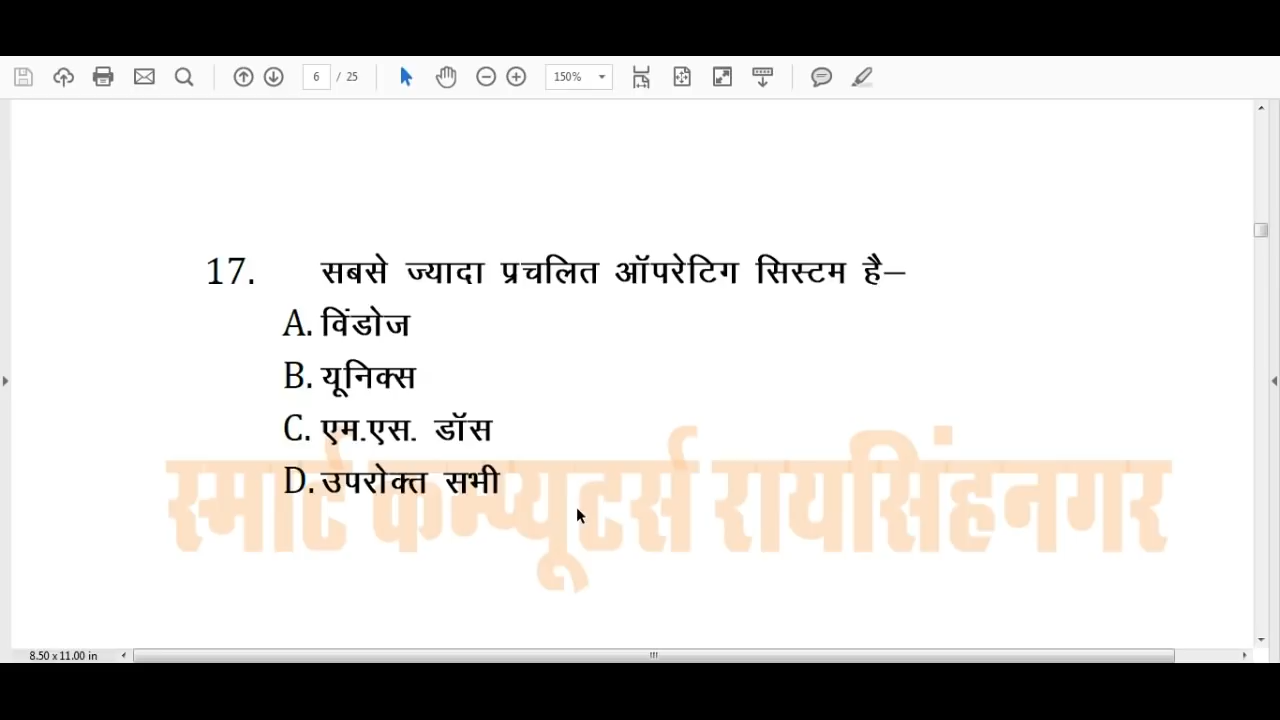 6 / 25
150%
17. सबसे ज्यादा प्रचलित ऑपरेटिग सिस्टम है–
A. विंडोज
B. यूनिक्स
C. एम.एस. डॉस
D. उपरोक्त सभी
स्मार्ट कम्प्यूटर्स रायसिंहनगर
8.50 x 11.00 in